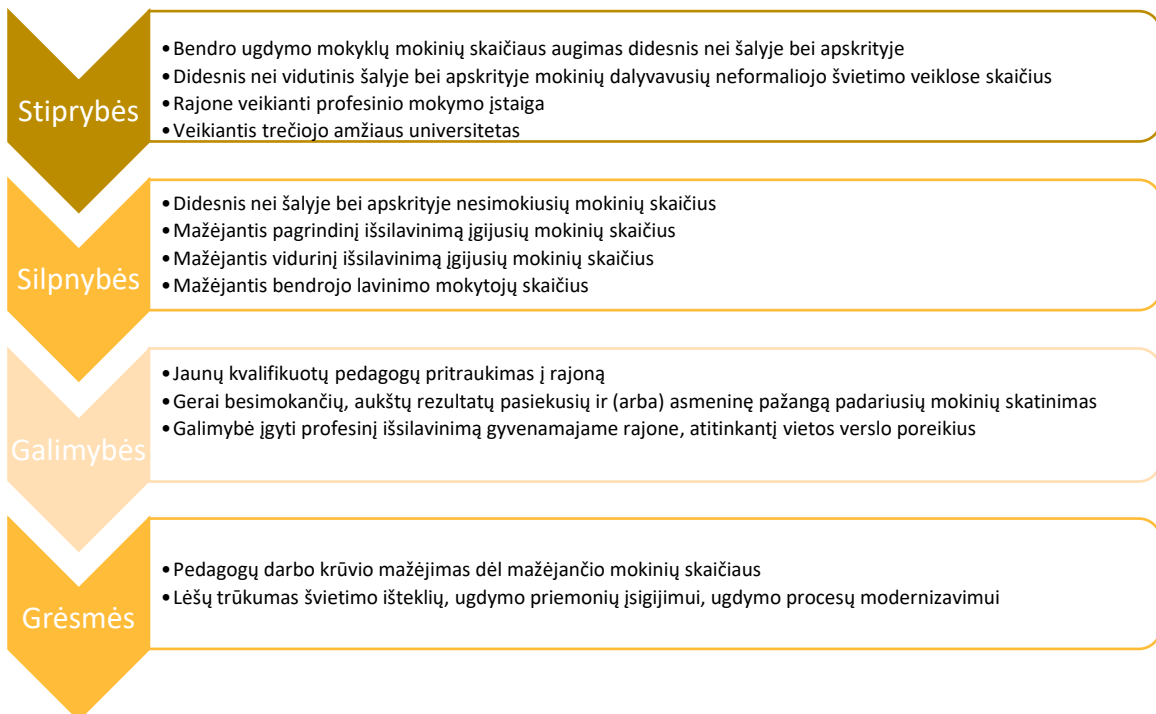 Stiprybės
•Bendro ugdymo mokyklų mokinių skaičiaus augimas didesnis nei šalyje bei apskrityje
•Didesnis nei vidutinis šalyje bei apskrityje mokinių dalyvavusių neformaliojo švietimo veiklose skaičius
•Rajone veikianti profesinio mokymo įstaiga
•Veikiantis trečiojo amžiaus universitetas
Silpnybės
•Didesnis nei šalyje bei apskrityje nesimokiusių mokinių skaičius
•Mažėjantis pagrindinį išsilavinimą įgijusių mokinių skaičius
•Mažėjantis vidurinį išsilavinimą įgijusių mokinių skaičius
•Mažėjantis bendrojo lavinimo mokytojų skaičius
Galimybės
•Jaunų kvalifikuotų pedagogų pritraukimas į rajoną
•Gerai besimokančių, aukštų rezultatų pasiekusių ir (arba) asmeninę pažangą padariusių mokinių skatinimas
•Galimybė įgyti profesinį išsilavinimą gyvenamajame rajone, atitinkantį vietos verslo poreikius
Grėsmės
•Pedagogų darbo krūvio mažėjimas dėl mažėjančio mokinių skaičiaus
•Lėšų trūkumas švietimo išteklių, ugdymo priemonių įsigijimui, ugdymo procesų modernizavimui